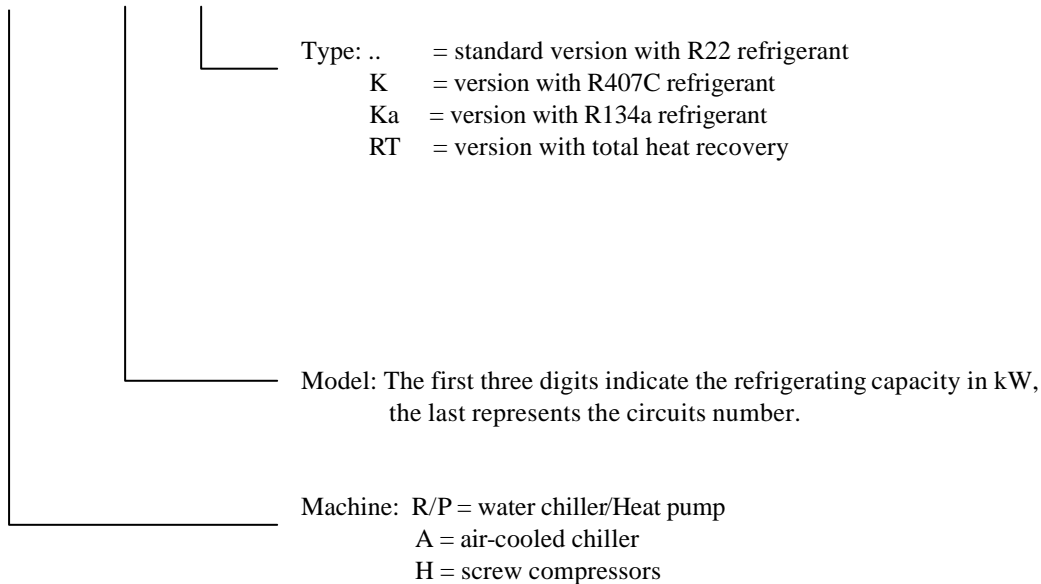 Type: .. = standard version with R22 refrigerant
K = version with R407C refrigerant
Ka = version with R134a refrigerant
RT = version with total heat recovery
Model: The first three digits indicate the refrigerating capacity in kW,
the last represents the circuits number.
Machine: R/P = water chiller/Heat pump
A = air-cooled chiller
H = screw compressors